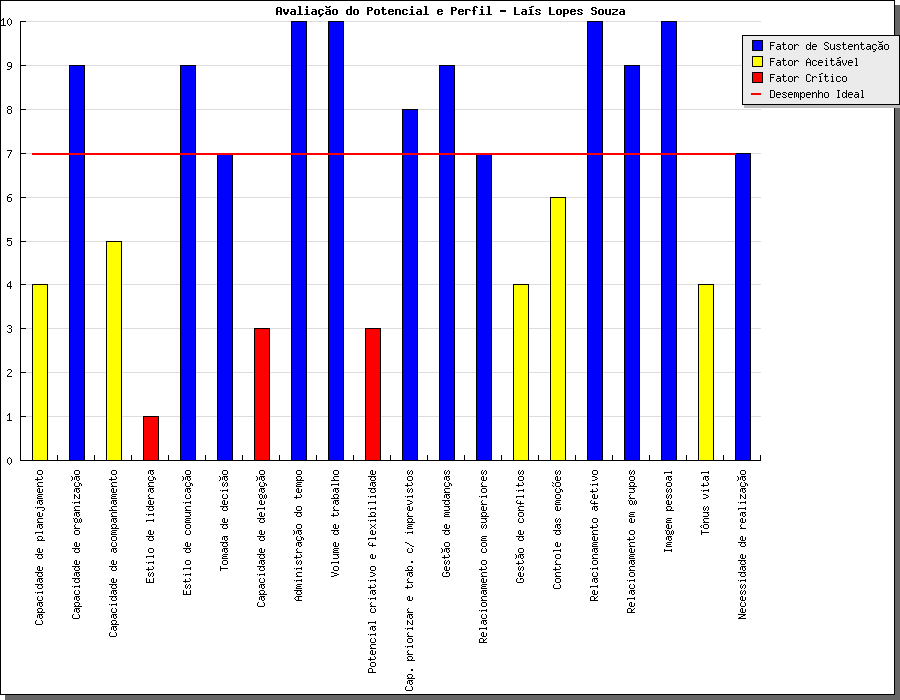 Avaliação do Potencial e Perfil - Laís Lopes Souza
Fator de Sustentação
Fator Aceitável
Fator Crítico
Desempenho Ideal
10
9
8
7
6
5
4
3
2
1
0
Capacidade de planejamento
Capacidade de organização
Capacidade de acompanhamento
Estilo de liderança
Estilo de comunicação
Tomada de decisão
Capacidade de delegação
Administração do tempo
Volume de trabalho
Potencial criativo e flexibilidade
Cap. priorizar e trab. c/ imprevistos
Gestão de mudanças
Relacionamento com superiores
Gestão de conflitos
Controle das emoções
Relacionamento afetivo
Relacionamento em grupos
Imagem pessoal
Tônus vital
Necessidade de realização